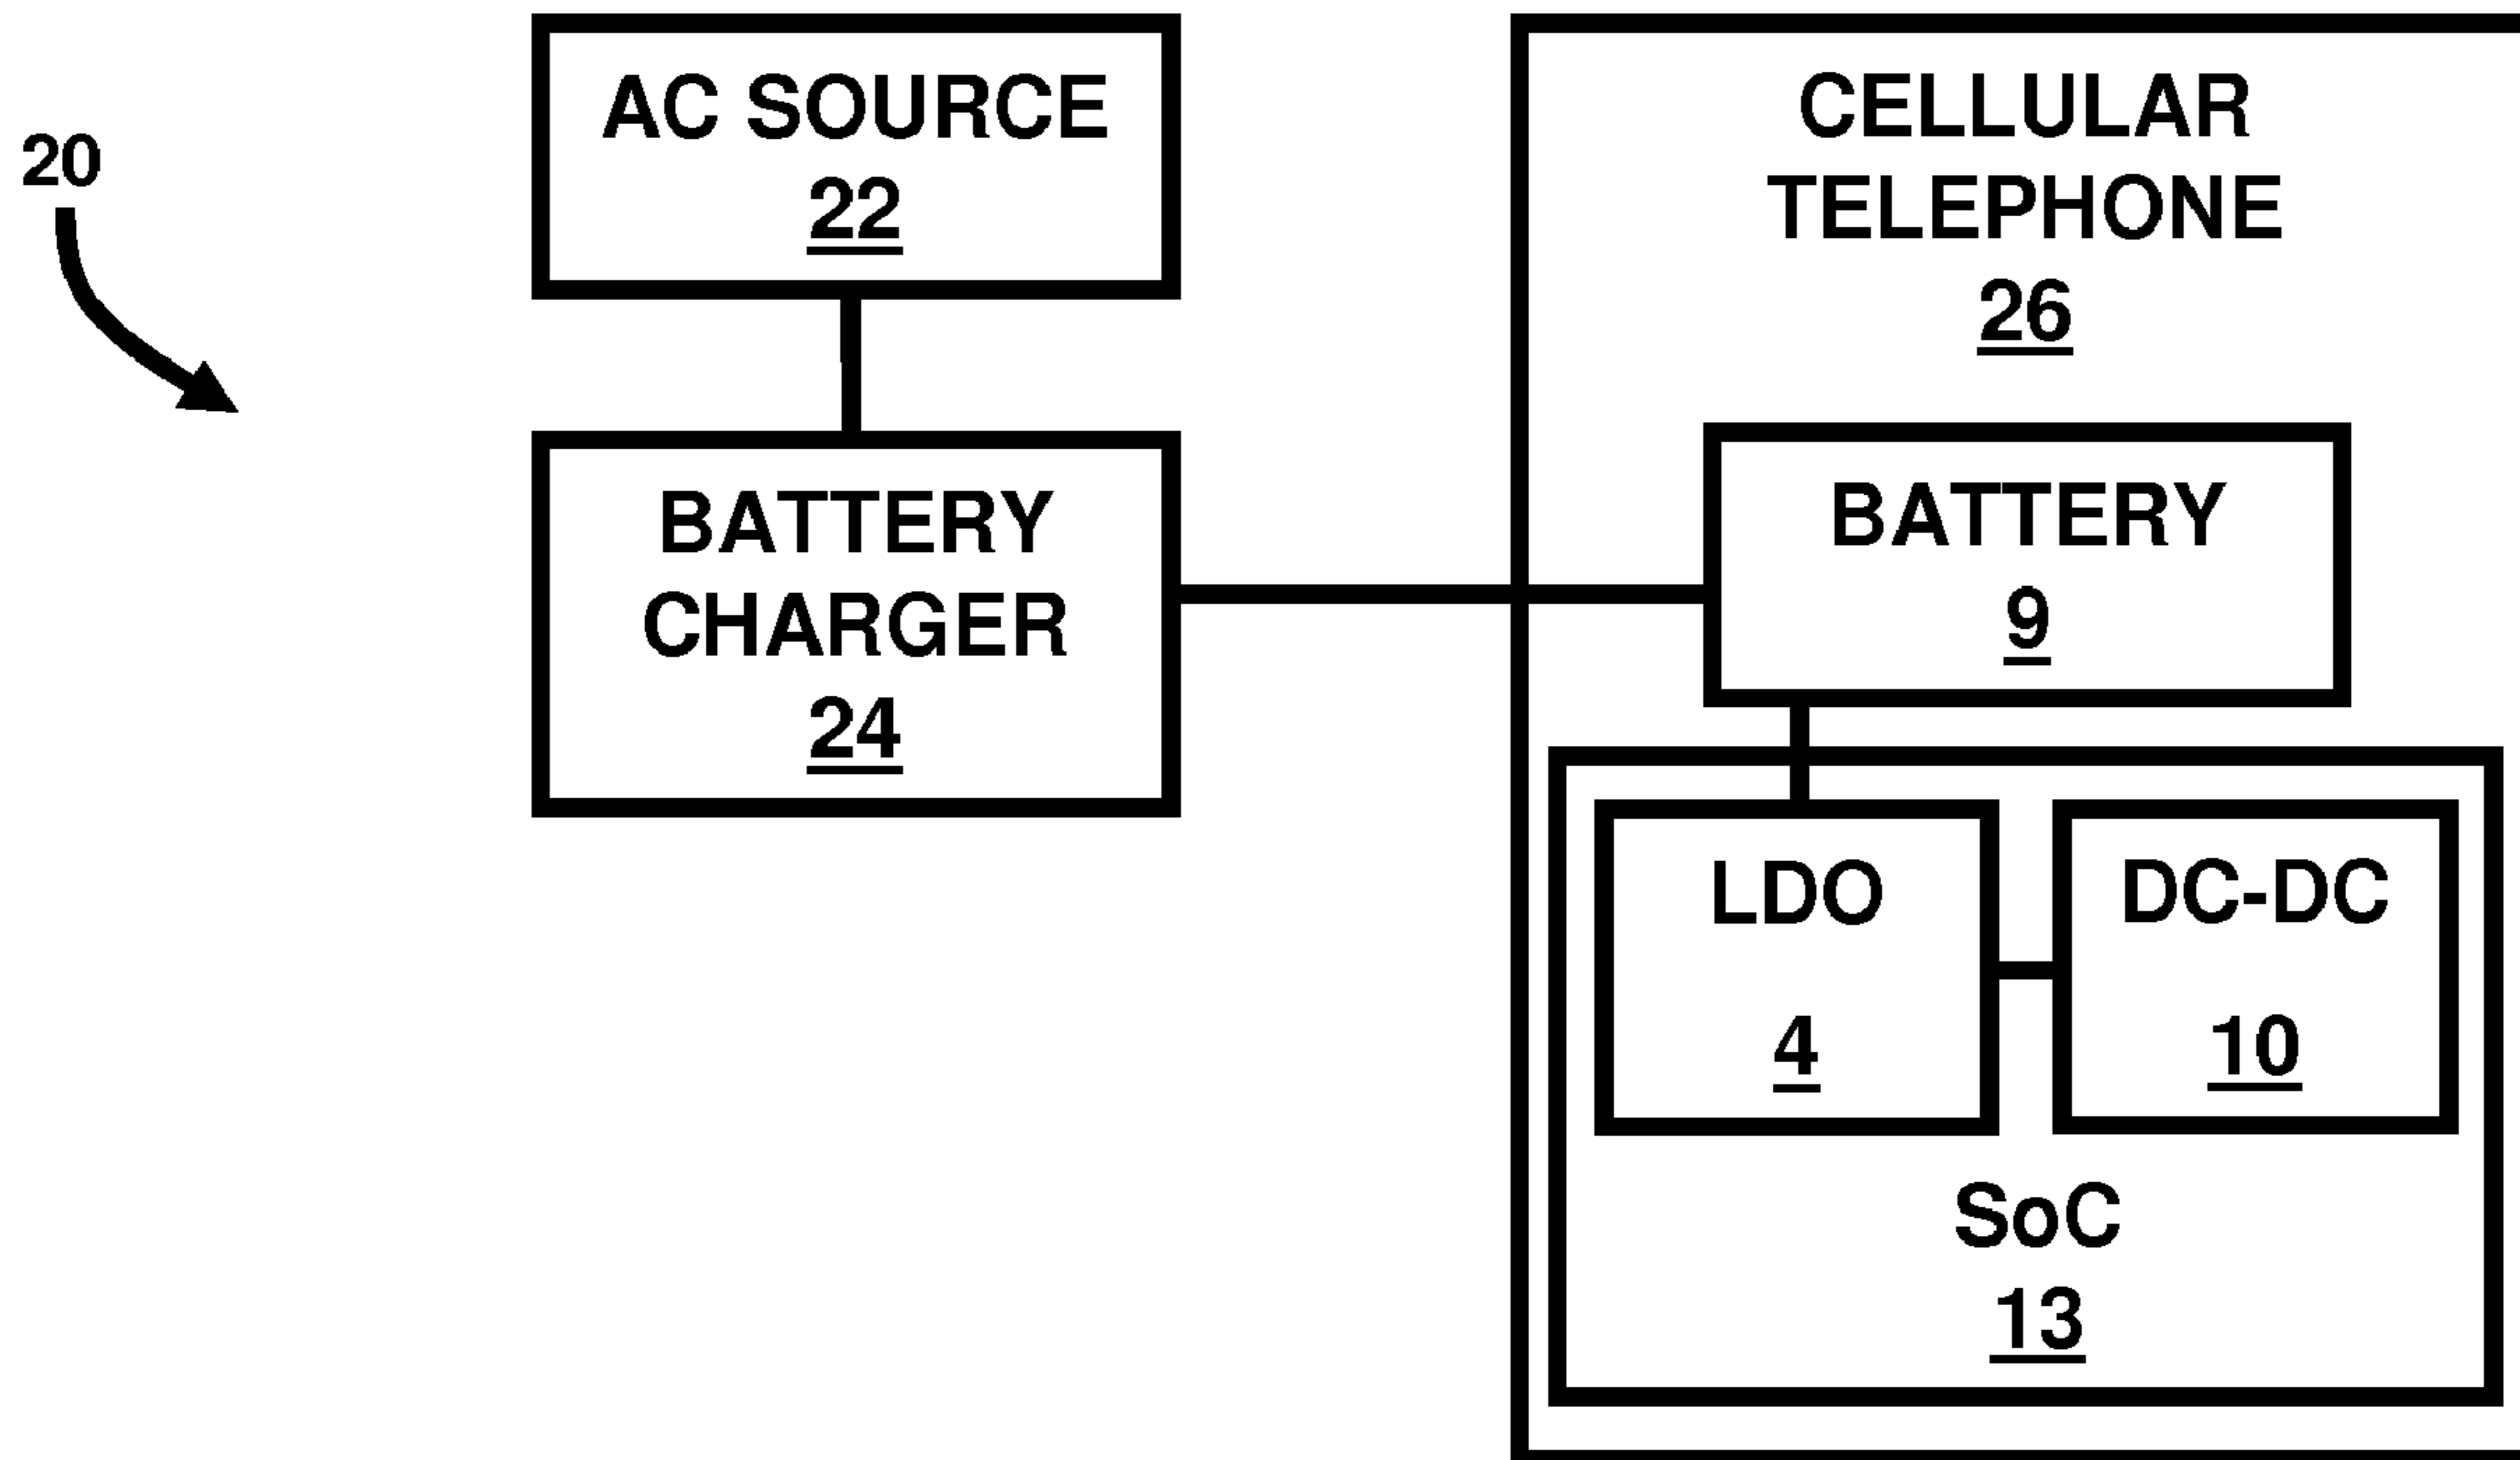 20
AC SOURCE
22
BATTERY
CHARGER
24
CELLULAR
TELEPHONE
26
BATTERY
9
LDO
4
DC-DC
10
SoC
13